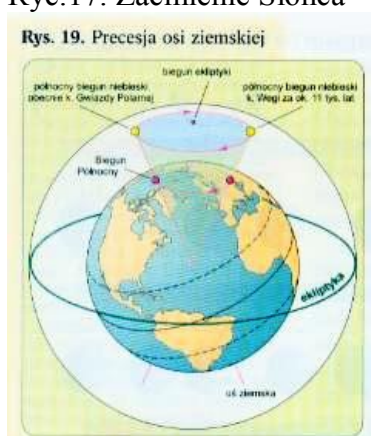 Ryc.17. Zaćmienie Słońca
Rys. 19. Precesja osi ziemskiej
biegun ekliptyki
północny biegun niebieski
obecnie k. Gwiazdy Polarnej
północny biegun niebieski
k. Wegi za ok. 11 tys. lat
Biegun
Północny
ekliptyka
oś ziemska